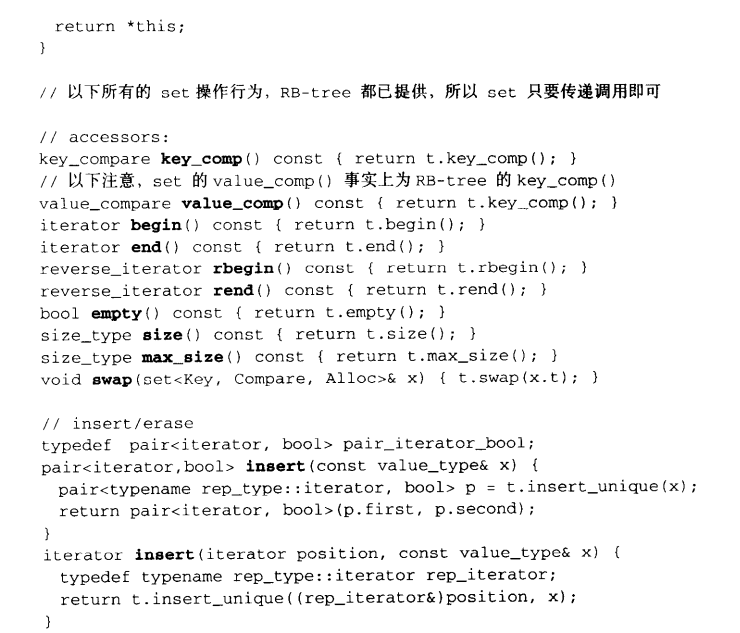 return *this;
}
// 以下所有的 set 操作行为, RB-tree 都已提供, 所以 set 只要传递调用即可
// accessors:
key_compare key_comp() const { return t.key_comp(); }
// 以下注意, set 的 value_comp() 事实上为 RB-tree 的 key_comp()
value_compare value_comp() const { return t.key_comp(); }
iterator begin() const { return t.begin(); }
iterator end() const { return t.end(); }
reverse_iterator rbegin() const { return t.rbegin(); }
reverse_iterator rend() const { return t.rend(); }
bool empty() const { return t.empty(); }
size_type size() const { return t.size(); }
size_type max_size() const { return t.max_size(); }
void swap(set<Key, Compare, Alloc>& x) { t.swap(x.t); }
// insert/erase
typedef pair<iterator, bool> pair_iterator_bool;
pair<iterator,bool> insert(const value_type& x) {
pair<typename rep_type::iterator, bool> p = t.insert_unique(x);
return pair<iterator, bool>(p.first, p.second);
}
iterator insert(iterator position, const value_type& x) {
typedef typename rep_type::iterator rep_iterator;
return t.insert_unique((rep_iterator&)position, x);
}